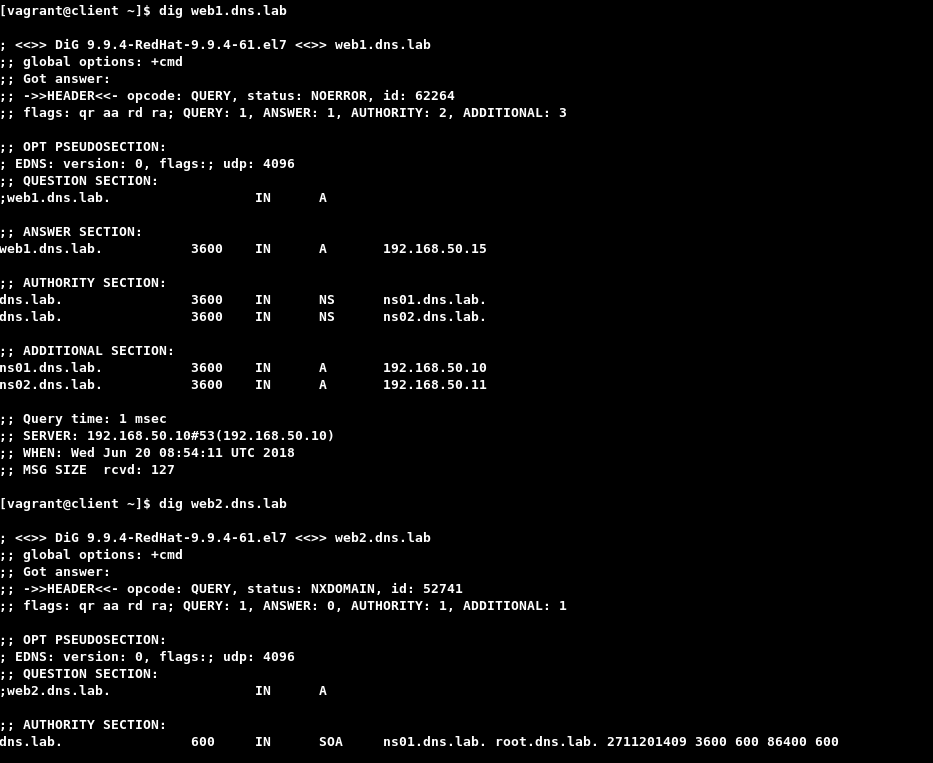 [vagrant@client ~]$ dig web1.dns.lab

; <<>> DiG 9.9.4-RedHat-9.9.4-61.el7 <<>> web1.dns.lab
;; global options: +cmd
;; Got answer:
;; ->>HEADER<<- opcode: QUERY, status: NOERROR, id: 62264
;; flags: qr aa rd ra; QUERY: 1, ANSWER: 1, AUTHORITY: 2, ADDITIONAL: 3

;; OPT PSEUDOSECTION:
; EDNS: version: 0, flags:; udp: 4096
;; QUESTION SECTION:
;web1.dns.lab.                  IN      A

;; ANSWER SECTION:
web1.dns.lab.           3600    IN      A       192.168.50.15

;; AUTHORITY SECTION:
dns.lab.                3600    IN      NS      ns01.dns.lab.
dns.lab.                3600    IN      NS      ns02.dns.lab.

;; ADDITIONAL SECTION:
ns01.dns.lab.           3600    IN      A       192.168.50.10
ns02.dns.lab.           3600    IN      A       192.168.50.11

;; Query time: 1 msec
;; SERVER: 192.168.50.10#53(192.168.50.10)
;; WHEN: Wed Jun 20 08:54:11 UTC 2018
;; MSG SIZE  rcvd: 127

[vagrant@client ~]$ dig web2.dns.lab

; <<>> DiG 9.9.4-RedHat-9.9.4-61.el7 <<>> web2.dns.lab
;; global options: +cmd
;; Got answer:
;; ->>HEADER<<- opcode: QUERY, status: NXDOMAIN, id: 52741
;; flags: qr aa rd ra; QUERY: 1, ANSWER: 0, AUTHORITY: 1, ADDITIONAL: 1

;; OPT PSEUDOSECTION:
; EDNS: version: 0, flags:; udp: 4096
;; QUESTION SECTION:
;web2.dns.lab.                  IN      A

;; AUTHORITY SECTION:
dns.lab.                600     IN      SOA     ns01.dns.lab. root.dns.lab. 2711201409 3600 600 86400 600